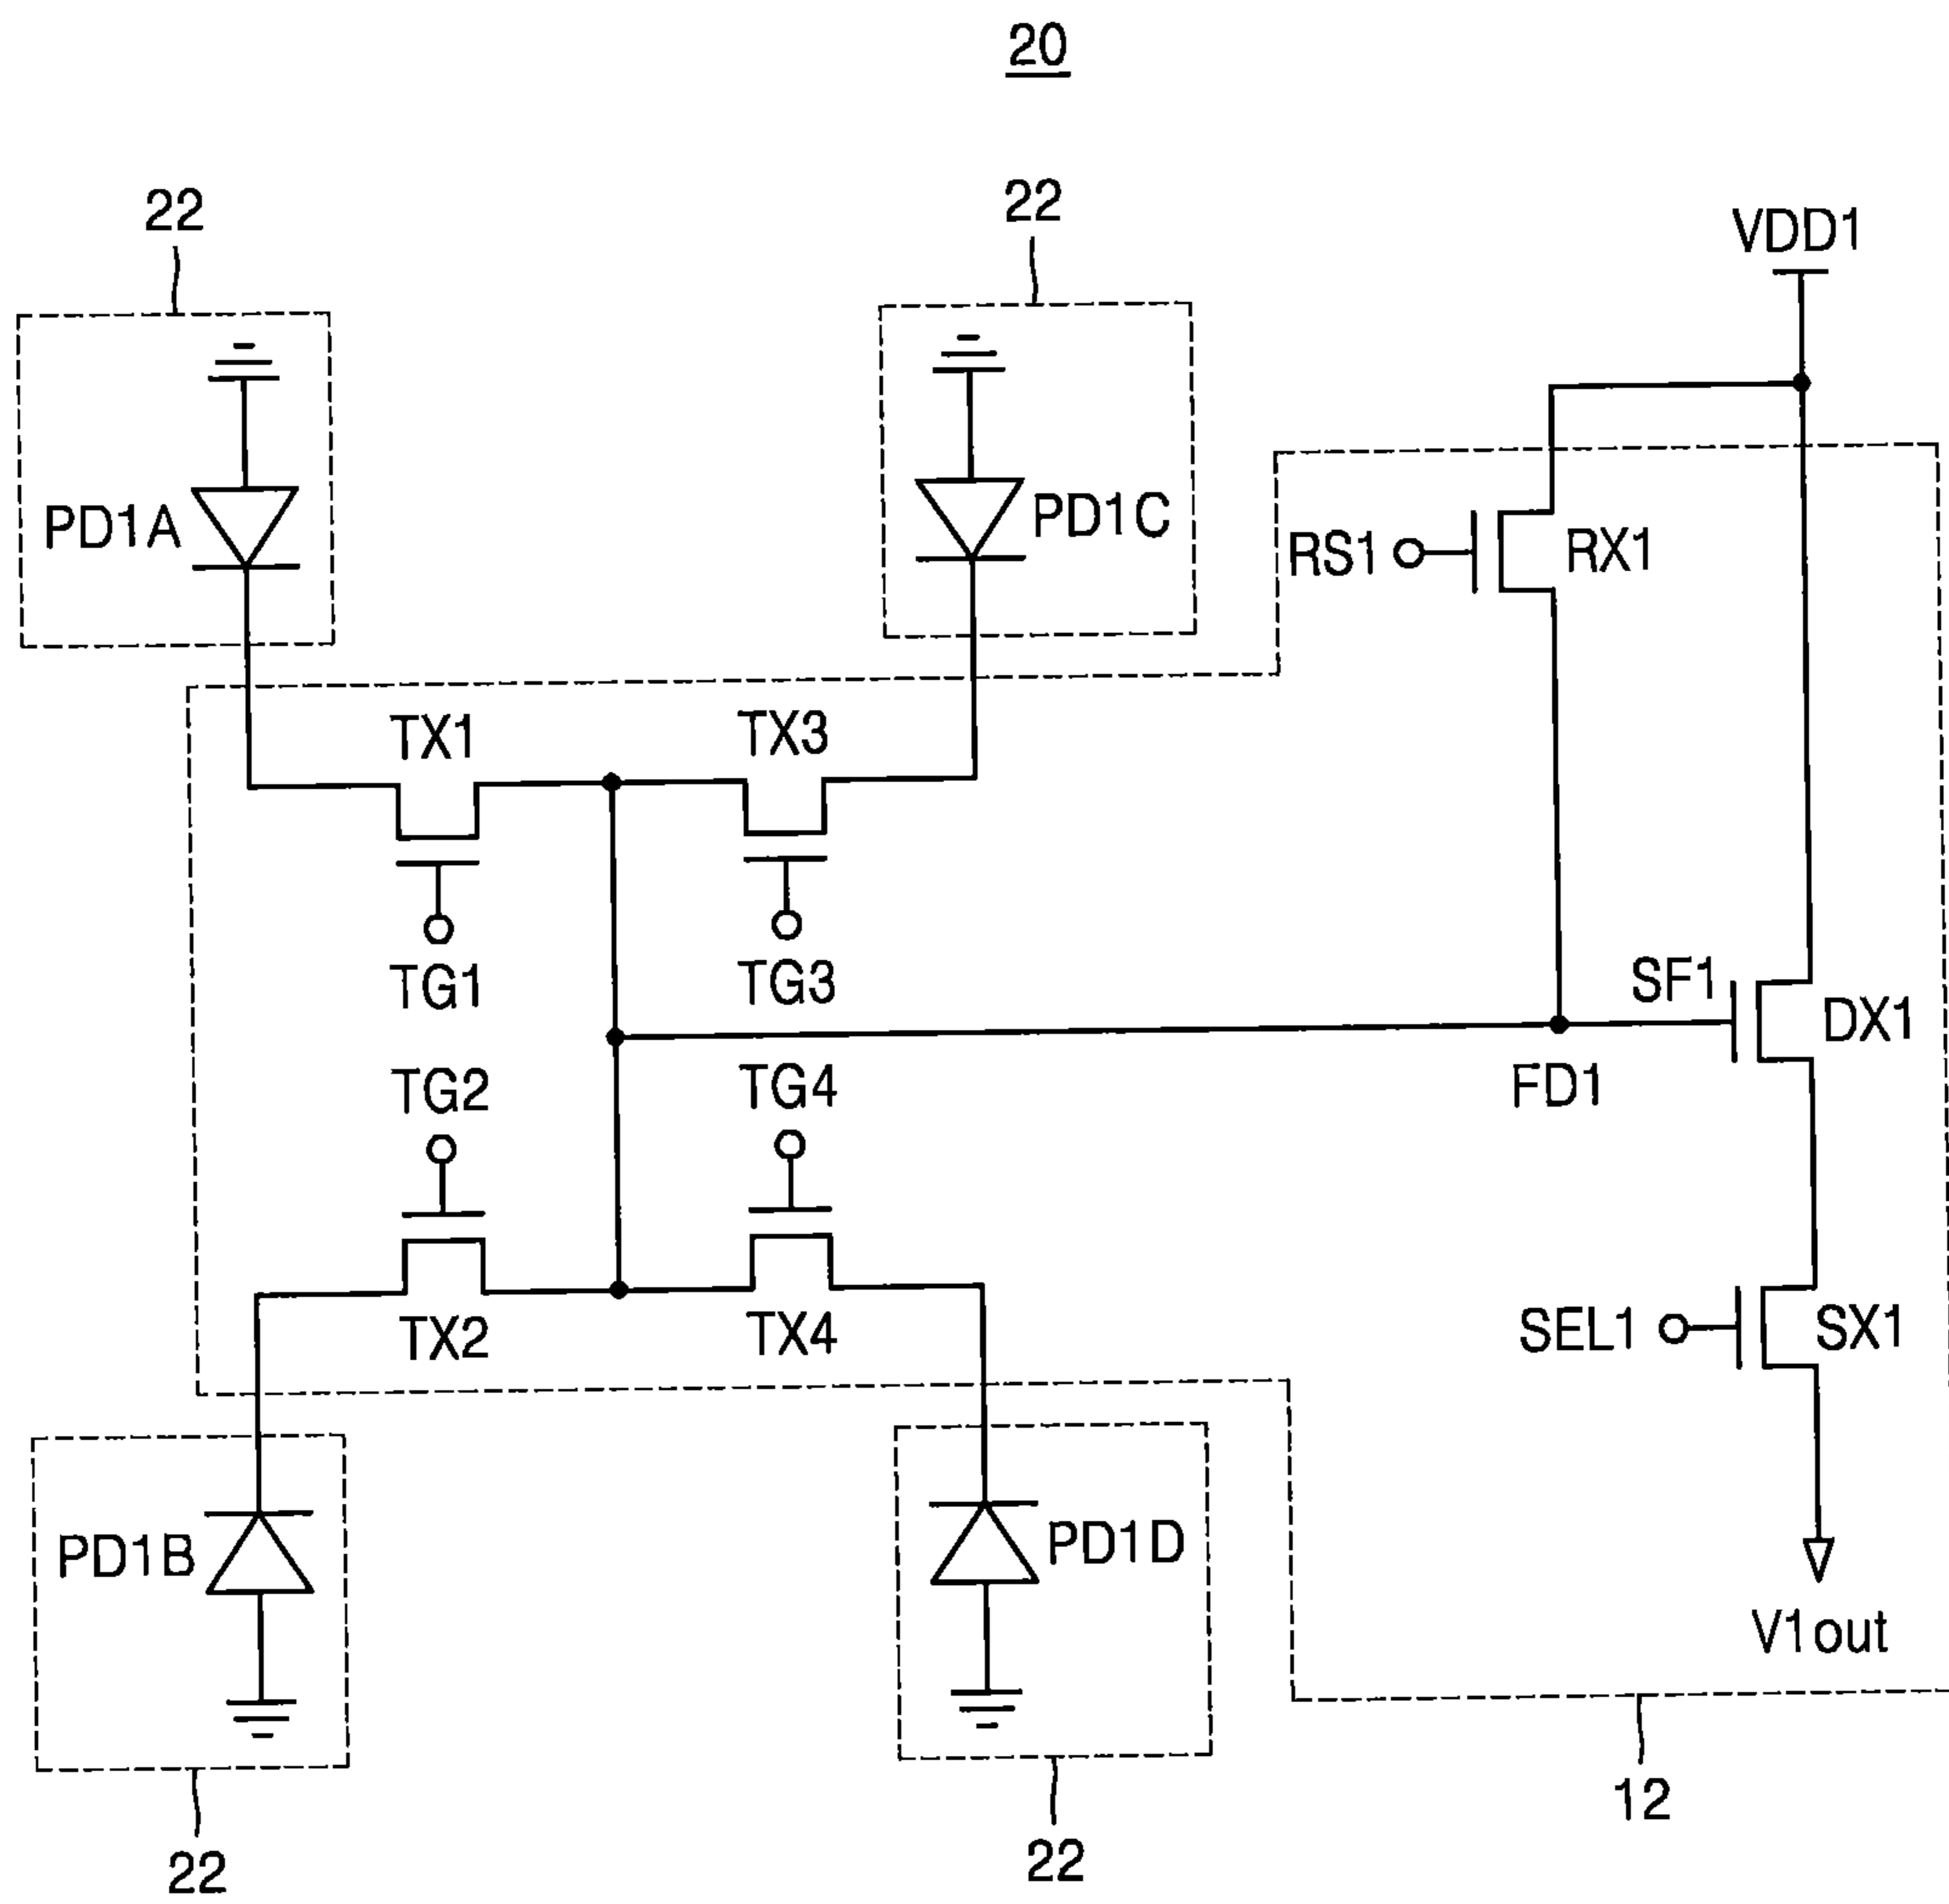 20
22
22
VDD1
PD1A
PD1C
RS1
RX1
TX1
TX3
TG1
TG3
SF1
DX1
FD1
TG2
TG4
TX2
TX4
SEL1
SX1
PD1B
PD1D
V1out
12
22
22